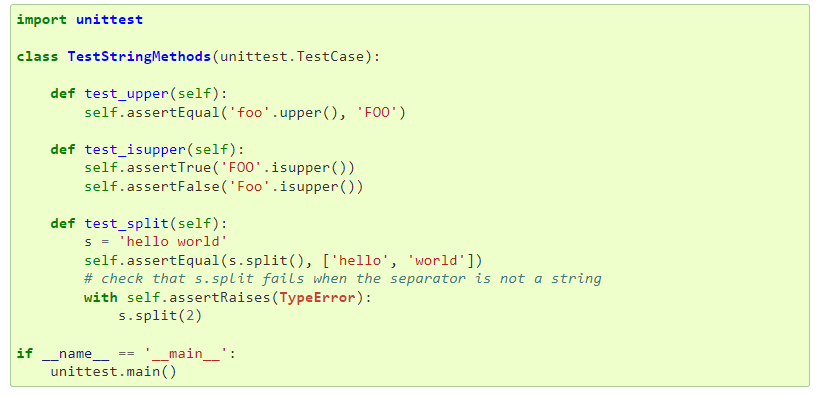 import unittest

class TestStringMethods(unittest.TestCase):

    def test_upper(self):
        self.assertEqual('foo'.upper(), 'FOO')

    def test_isupper(self):
        self.assertTrue('FOO'.isupper())
        self.assertFalse('Foo'.isupper())

    def test_split(self):
        s = 'hello world'
        self.assertEqual(s.split(), ['hello', 'world'])
        # check that s.split fails when the separator is not a string
        with self.assertRaises(TypeError):
            s.split(2)

if __name__ == '__main__':
    unittest.main()